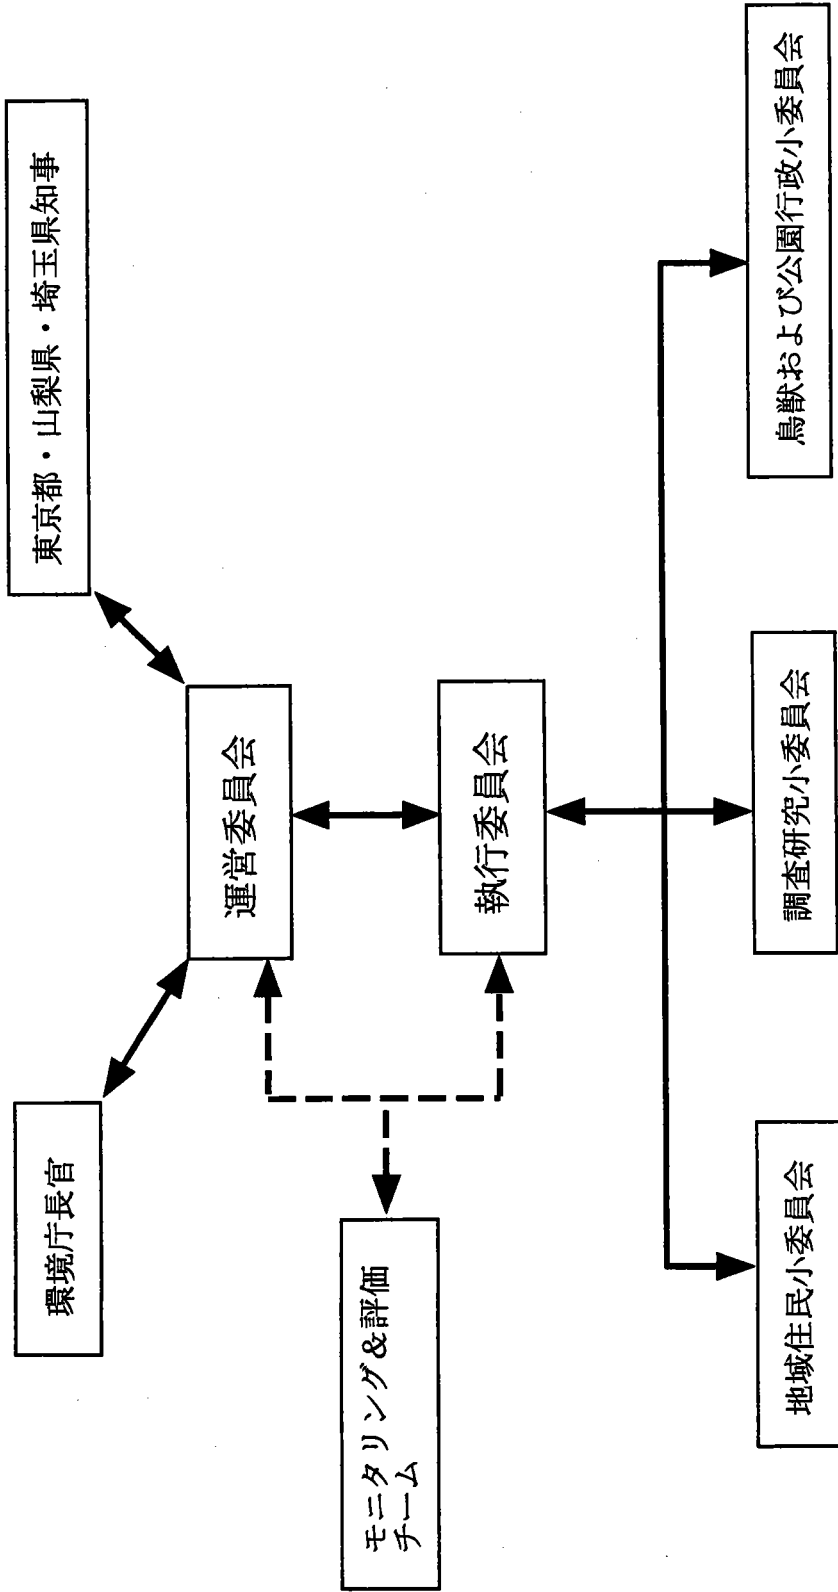 環境庁長官
東京都・山梨県・埼玉県知事
運営委員会
モニタリング&評価
チーム
執行委員会
地域住民小委員会
調査研究小委員会
鳥獣および公園行政小委員会